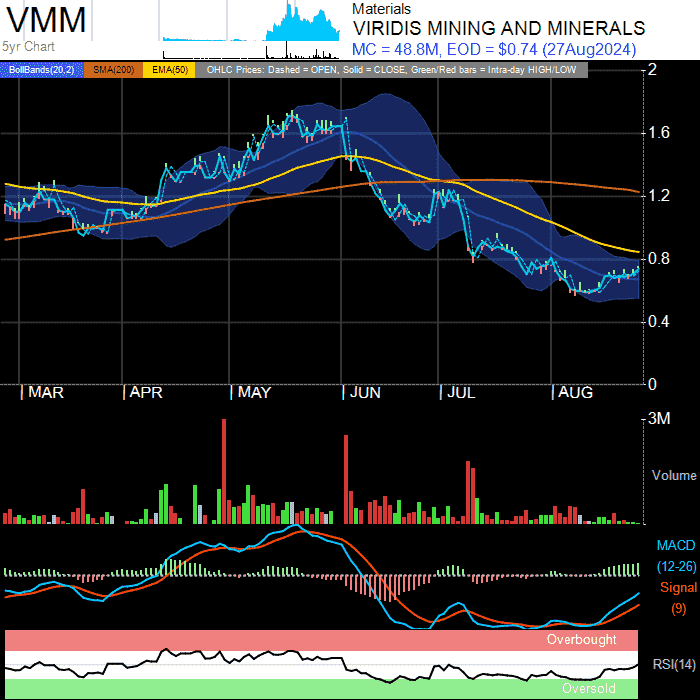 VMM
5yr Chart
Materials
VIRIDIS MINING AND MINERALS
MC = 48.8M, EOD = $0.74 (27Aug2024)
BollBands(20,2) SMA(200) EMA(50) OHLC Prices: Dashed = OPEN, Solid = CLOSE, Green/Red bars = Intra-day HIGH/LOW
2
1.6
1.2
0.8
0.4
0
MAR APR MAY JUN JUL AUG
3M
Volume
MACD
(12-26)
Signal
(9)
Overbought
RSI(14)
Oversold